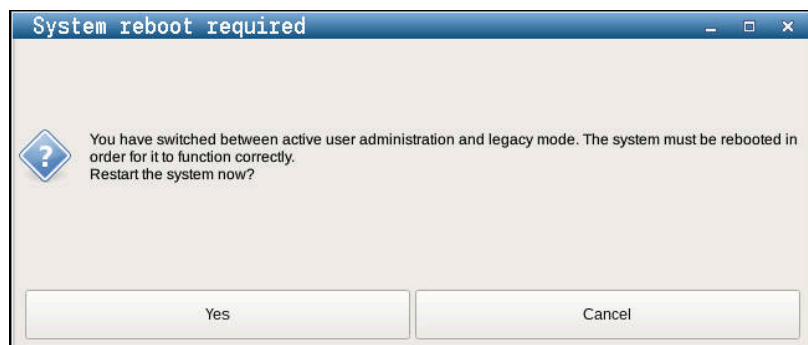 System reboot required
You have switched between active user administration and legacy mode. The system must be rebooted in
order for it to function correctly.
Restart the system now?
Yes
Cancel